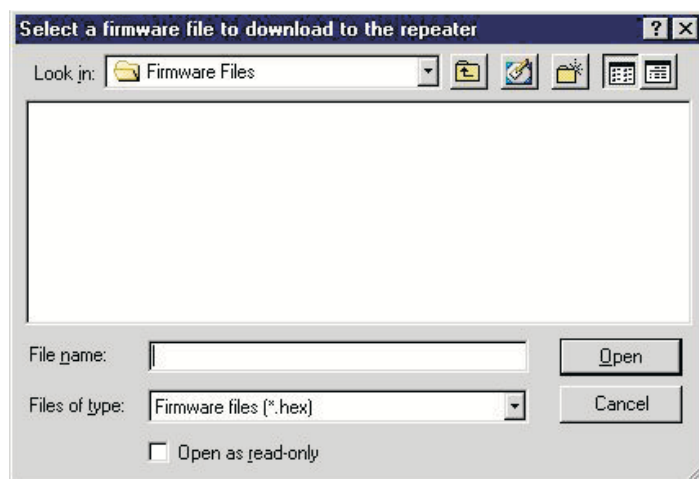 Select a firmware file to download to the repeater
Look in: Firmware Files
File name:
Open
Files of type: Firmware files (*.hex)
Cancel
Open as read-only